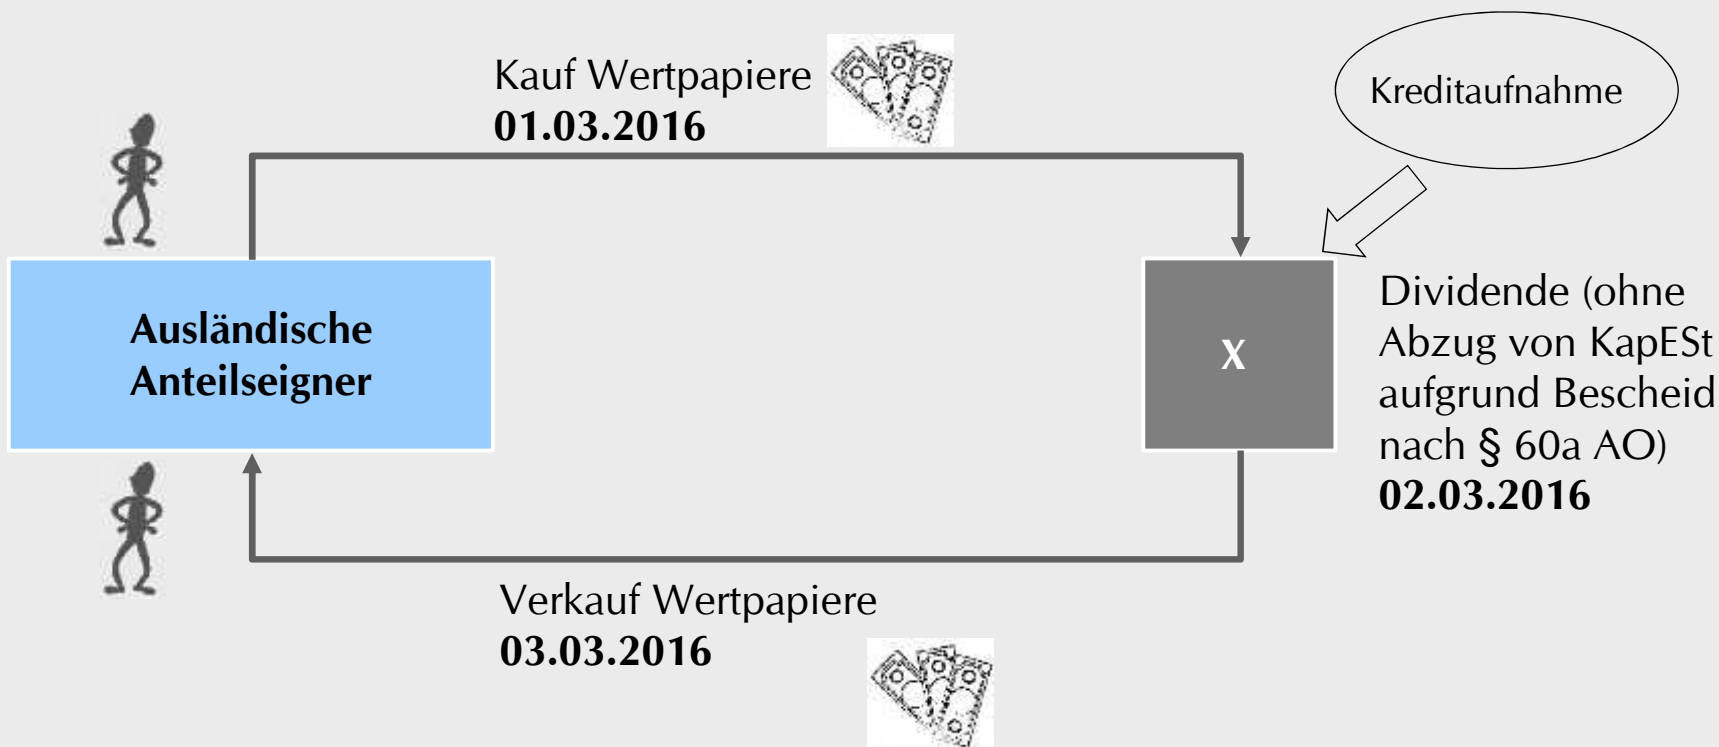 Kauf Wertpapiere
01.03.2016
Kreditaufnahme
Ausländische
Anteilseigner
X
Dividende (ohne
Abzug von KapESt
aufgrund Bescheid
nach § 60a AO)
02.03.2016
Verkauf Wertpapiere
03.03.2016